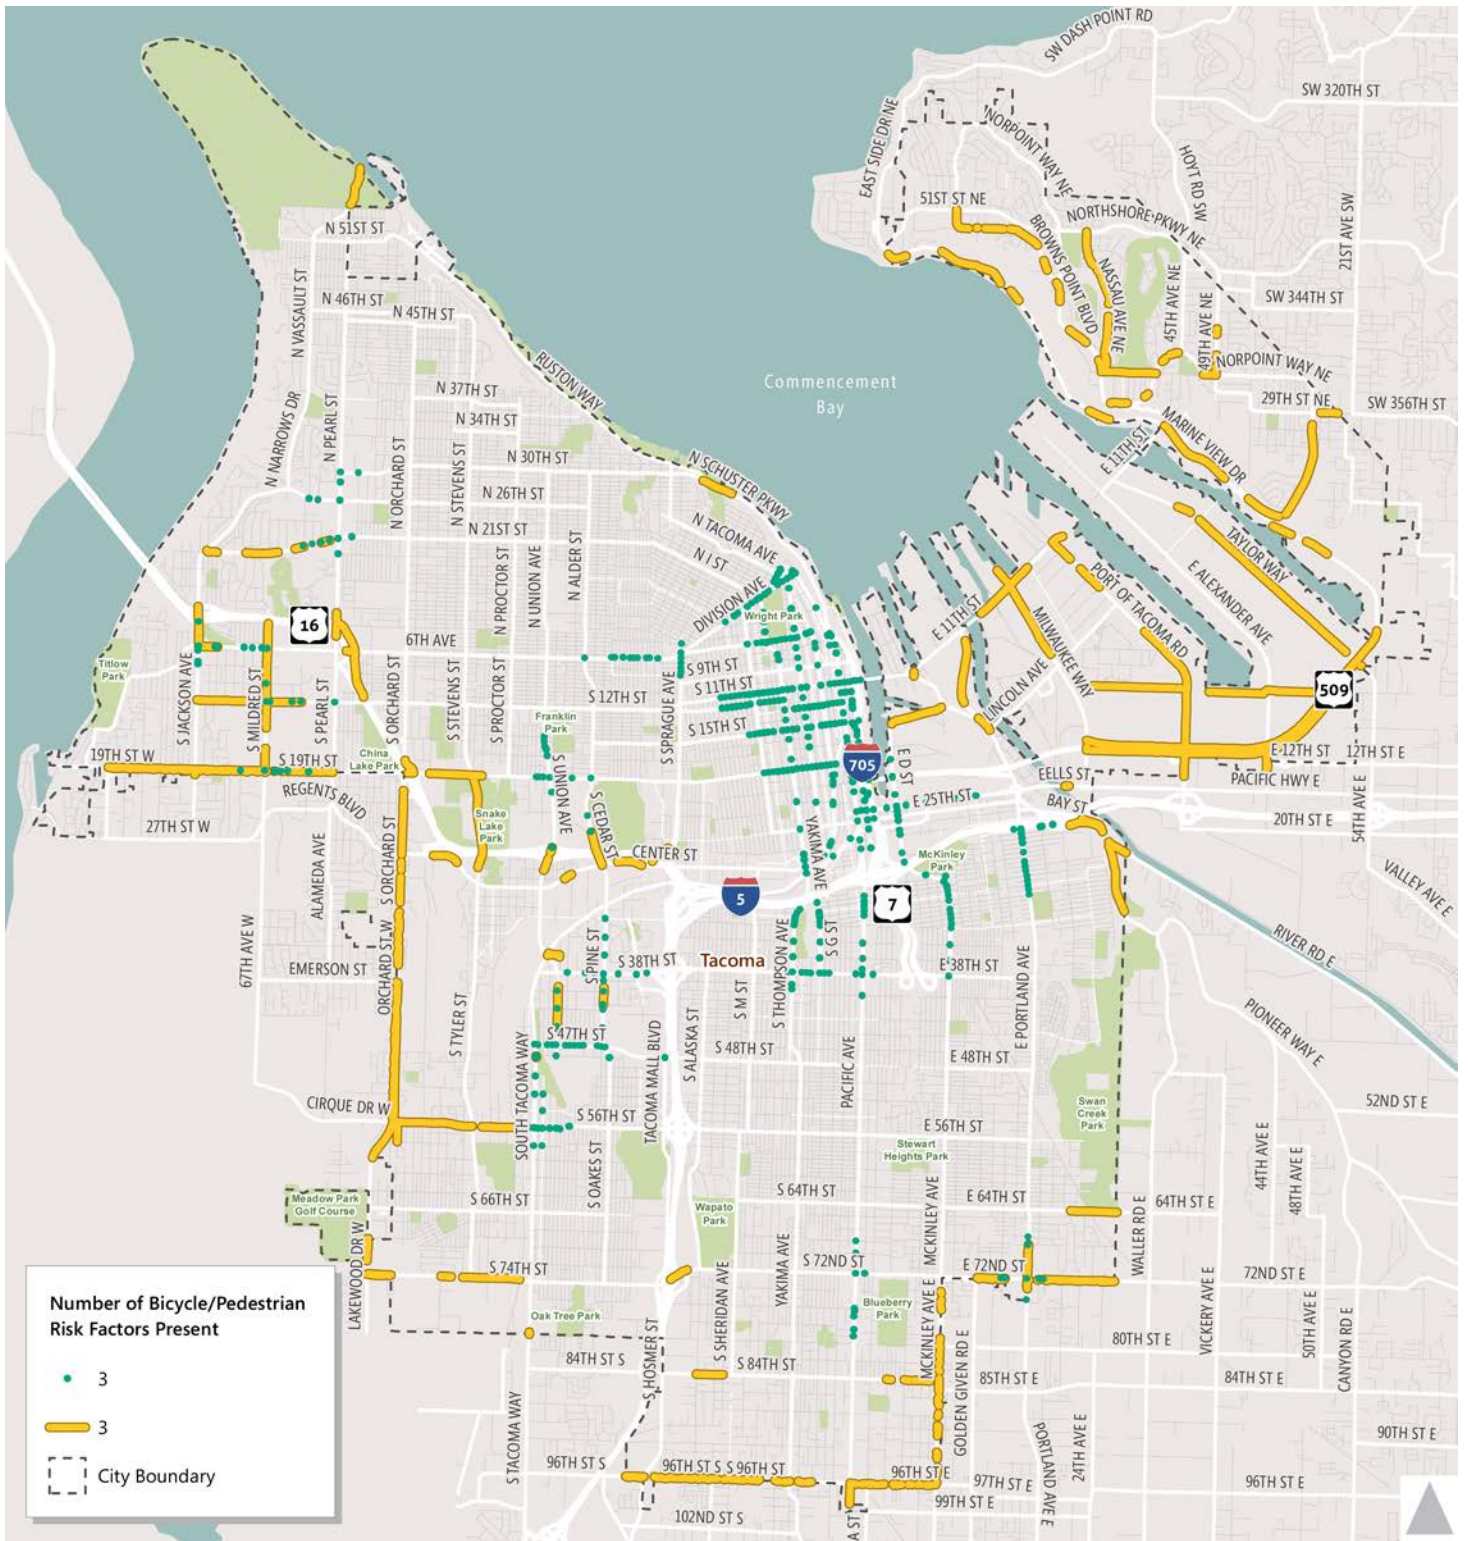 SW DASH POINT RD
SW 320TH ST
EAST SIDE DR NE
NORPOINT WAY NE
HOYT RD SW
51ST ST NE
NORTHSHORE PKWY NE
21ST AVE SW
N 51ST ST
BROWNS POINT BLVD
NASSAU AVE NE
45TH AVE NE
49TH AVE NE
SW 344TH ST
N VASSAULT ST
N 46TH ST
N 45TH ST
RUSTON WAY
NORPOINT WAY NE
Commencement
Bay
N 37TH ST
29TH ST NE
SW 356TH ST
N NARROWS DR
N PEARL ST
N 34TH ST
N ORCHARD ST
N STEVENS ST
N 30TH ST
N SCHUSTER PKWY
E 11TH ST
MARINE VIEW DR
N 26TH ST
N 21ST ST
N TACOMA AVE
N I ST
TAYLOR WAY
E ALEXANDER AVE
PORT OF TACOMA RD
N PROCTOR ST
N UNION AVE
N ALDER ST
DIVISION AVE
Wright Park
16
6TH AVE
E 11TH ST
MILWAUKEE WAY
Titlow
Park
S 9TH ST
S JACKSON AVE
S MILDRED ST
S PEARL ST
S ORCHARD ST
S STEVENS ST
S PROCTOR ST
S 12TH ST
S 11TH ST
S SPRAGUE AVE
LINCOLN AVE
509
Franklin
Park
S 15TH ST
19TH ST W
S 19TH ST
China
Lake Park
705
E D ST
E 12TH ST
12TH ST E
S UNION AVE
EELLS ST
PACIFIC HWY E
REGENTS BLVD
E 25TH ST
BAY ST
27TH ST W
Snake
Lake
Park
S CEDAR ST
20TH ST E
54TH AVE E
ALAMEDA AVE
S ORCHARD ST
CENTER ST
YAKIMA AVE
McKinley
Park
VALLEY AVE E
5
7
67TH AVE W
ORCHARD ST W
S PINE ST
S THOMPSON AVE
S G ST
RIVER RD E
EMERSON ST
S 38TH ST
Tacoma
E 38TH ST
S M ST
S TYLER ST
E PORTLAND AVE
PIONEER WAY E
S 47TH ST
TACOMA MALL BLVD
S ALASKA ST
S 48TH ST
E 48TH ST
SOUTH TACOMA WAY
PACIFIC AVE
CIRQUE DR W
S 56TH ST
E 56TH ST
Swan
Creek
Park
52ND ST E
Stewart
Heights Park
44TH AVE E
48TH AVE E
S OAKES ST
Meadow Park
Golf Course
S 66TH ST
S 64TH ST
E 64TH ST
64TH ST E
Wapato
Park
MCKINLEY AVE
WALLER RD E
LAKEWOOD DR W
S 74TH ST
S 72ND ST
YAKIMA AVE
E 72ND ST
72ND ST E
Oak Tree Park
S SHERIDAN AVE
Blueberry
Park
MCKINLEY AVE E
GOLDEN GIVEN RD E
80TH ST E
VICKERY AVE E
50TH AVE E
CANYON RD E
84TH ST S
S HOSMER ST
S 84TH ST
85TH ST E
84TH ST E
S TACOMA WAY
PORTLAND AVE E
24TH AVE E
90TH ST E
96TH ST S
96TH ST S
S 96TH ST
96TH ST E
97TH ST E
96TH ST E
99TH ST E
102ND ST S
A ST
Number of Bicycle/Pedestrian
Risk Factors Present
3
3
City Boundary